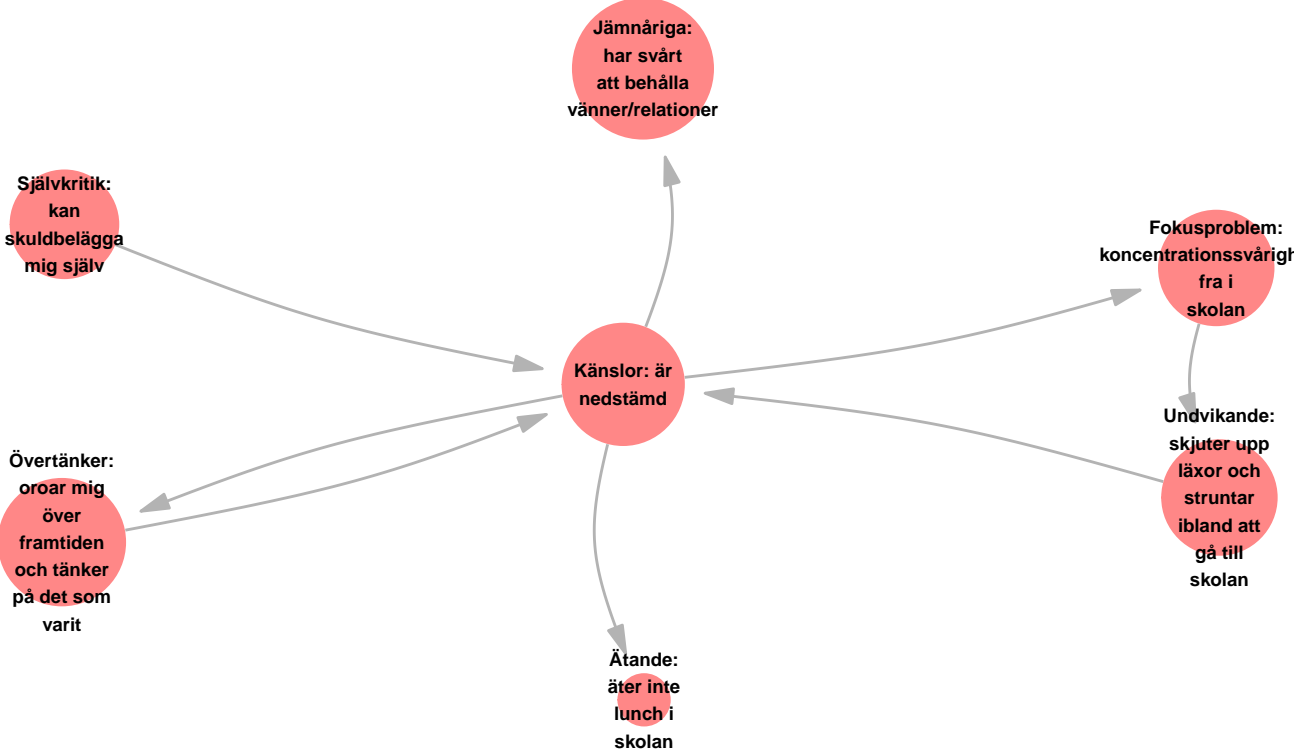 Jämnåriga:
har svårt
att behålla
vänner/relationer
Självkritik:
kan
skuldbelägga
mig själv
Fokusproblem:
koncentrationssvårigh
fra i
skolan
Känslor: är
nedstämd
Undvikande:
skjuter upp
läxor och
struntar
ibland att
gå till
skolan
Övertänker:
oroar mig
över
framtiden
och tänker
på det som
varit
Ätande:
äter inte
lunch i
skolan